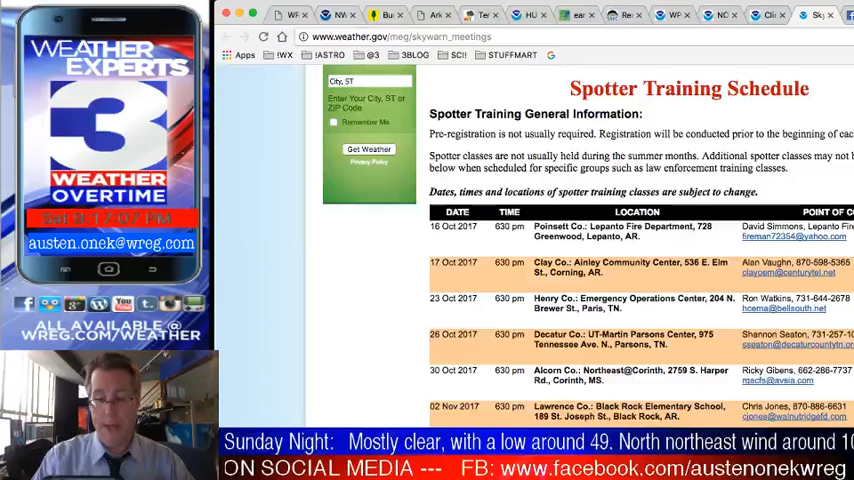 WEATHER
EXPERTS
3
WEATHER
OVERTIME
Sat 9:17:07 PM
austen.onek@wreg.com
ALL AVAILABLE @
WREG.COM/WEATHER
www.weather.gov/meg/skywarn_meetings
Apps !WX !ASTRO @3 3BLOG SCI! STUFFMART
City, ST
Enter Your City, ST or
ZIP Code
Remember Me
Get Weather
Privacy Policy
Spotter Training Schedule
Spotter Training General Information:
Pre-registration is not usually required. Registration will be conducted prior to the beginning of eac
Spotter classes are not usually held during the summer months. Additional spotter classes may not b
below when scheduled for specific groups such as law enforcement training classes.
Dates, times and locations of spotter training classes are subject to change.
DATE TIME LOCATION POINT OF C
16 Oct 2017 630 pm Poinsett Co.: Lepanto Fire Department, 728 David Simmons, Lepanto Fire
Greenwood, Lepanto, AR. fireman72354@yahoo.com
17 Oct 2017 630 pm Clay Co.: Ainley Community Center, 536 E. Elm Alan Vaughn, 870-598-5365
St., Corning, AR. clayoem@centurytel.net
23 Oct 2017 630 pm Henry Co.: Emergency Operations Center, 204 N. Ron Watkins, 731-644-2678
Brewer St., Paris, TN. hcema@bellsouth.net
26 Oct 2017 630 pm Decatur Co.: UT-Martin Parsons Center, 975 Shannon Seaton, 731-257-10
Tennessee Ave. N., Parsons, TN. sseaton@decaturcountytn.or
30 Oct 2017 630 pm Alcorn Co.: Northeast@Corinth, 2759 S. Harper Ricky Gibens, 662-286-7737
Rd., Corinth, MS. rgacfs@avsia.com
02 Nov 2017 630 pm Lawrence Co.: Black Rock Elementary School, Chris Jones, 870-886-6631
189 St. Joseph St., Black Rock, AR. cjones@walnutridgefd.com
Sunday Night: Mostly clear, with a low around 49. North northeast wind around 10
ON SOCIAL MEDIA --- FB: www.facebook.com/austenonekwreg